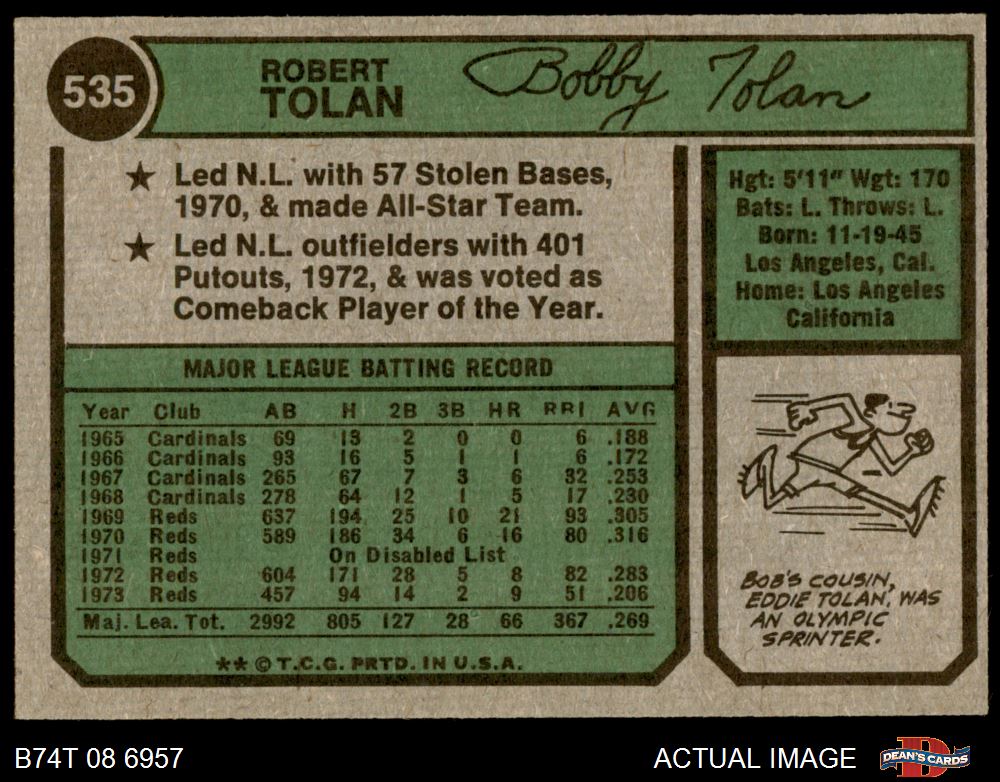 535
ROBERT
TOLAN
Bobby Tolan
★ Led N.L. with 57 Stolen Bases,
1970, & made All-Star Team.
★ Led N.L. outfielders with 401
Putouts, 1972, & was voted as
Comeback Player of the Year.
Hgt: 5'11" Wgt: 170
Bats: L. Throws: L.
Born: 11-19-45
Los Angeles, Cal.
Home: Los Angeles
California
MAJOR LEAGUE BATTING RECORD
Year Club AB H 2B 3B HR RBI AVG
1965 Cardinals 69 13 2 0 0 6 .188
1966 Cardinals 93 16 5 1 1 6 .172
1967 Cardinals 265 67 7 3 6 32 .253
1968 Cardinals 278 64 12 1 5 17 .230
1969 Reds 637 194 25 10 21 93 .305
1970 Reds 589 186 34 6 16 80 .316
1971 Reds On Disabled List
1972 Reds 604 171 28 5 8 82 .283
1973 Reds 457 94 14 2 9 51 .206
Maj. Lea. Tot. 2992 805 127 28 66 367 .269
★★ © T.C.G. PRTD. IN U.S.A.
BOB'S COUSIN,
EDDIE TOLAN, WAS
AN OLYMPIC
SPRINTER.
B74T 08 6957
ACTUAL IMAGE
D
DEAN'S CARDS